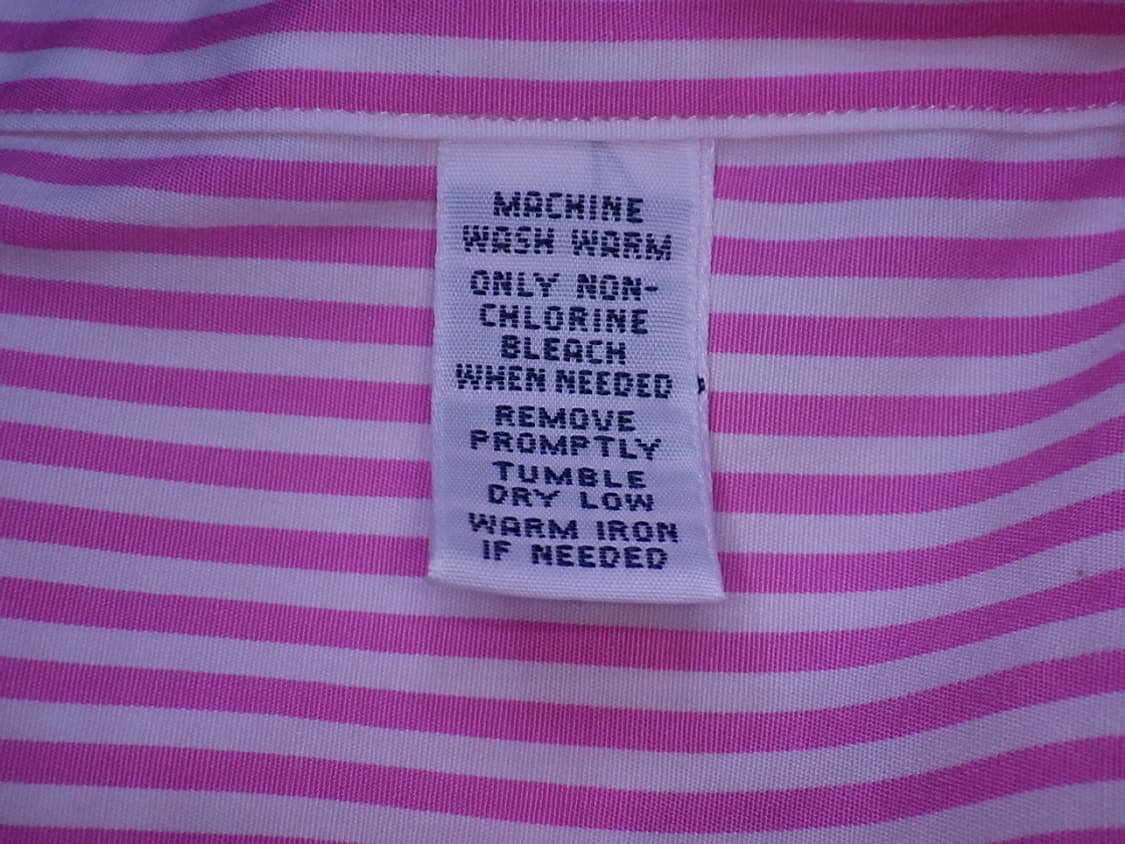 MACHINE
WASH WARM
ONLY NON-
CHLORINE
BLEACH
WHEN NEEDED
REMOVE
PROMPTLY
TUMBLE
DRY LOW
WARM IRON
IF NEEDED